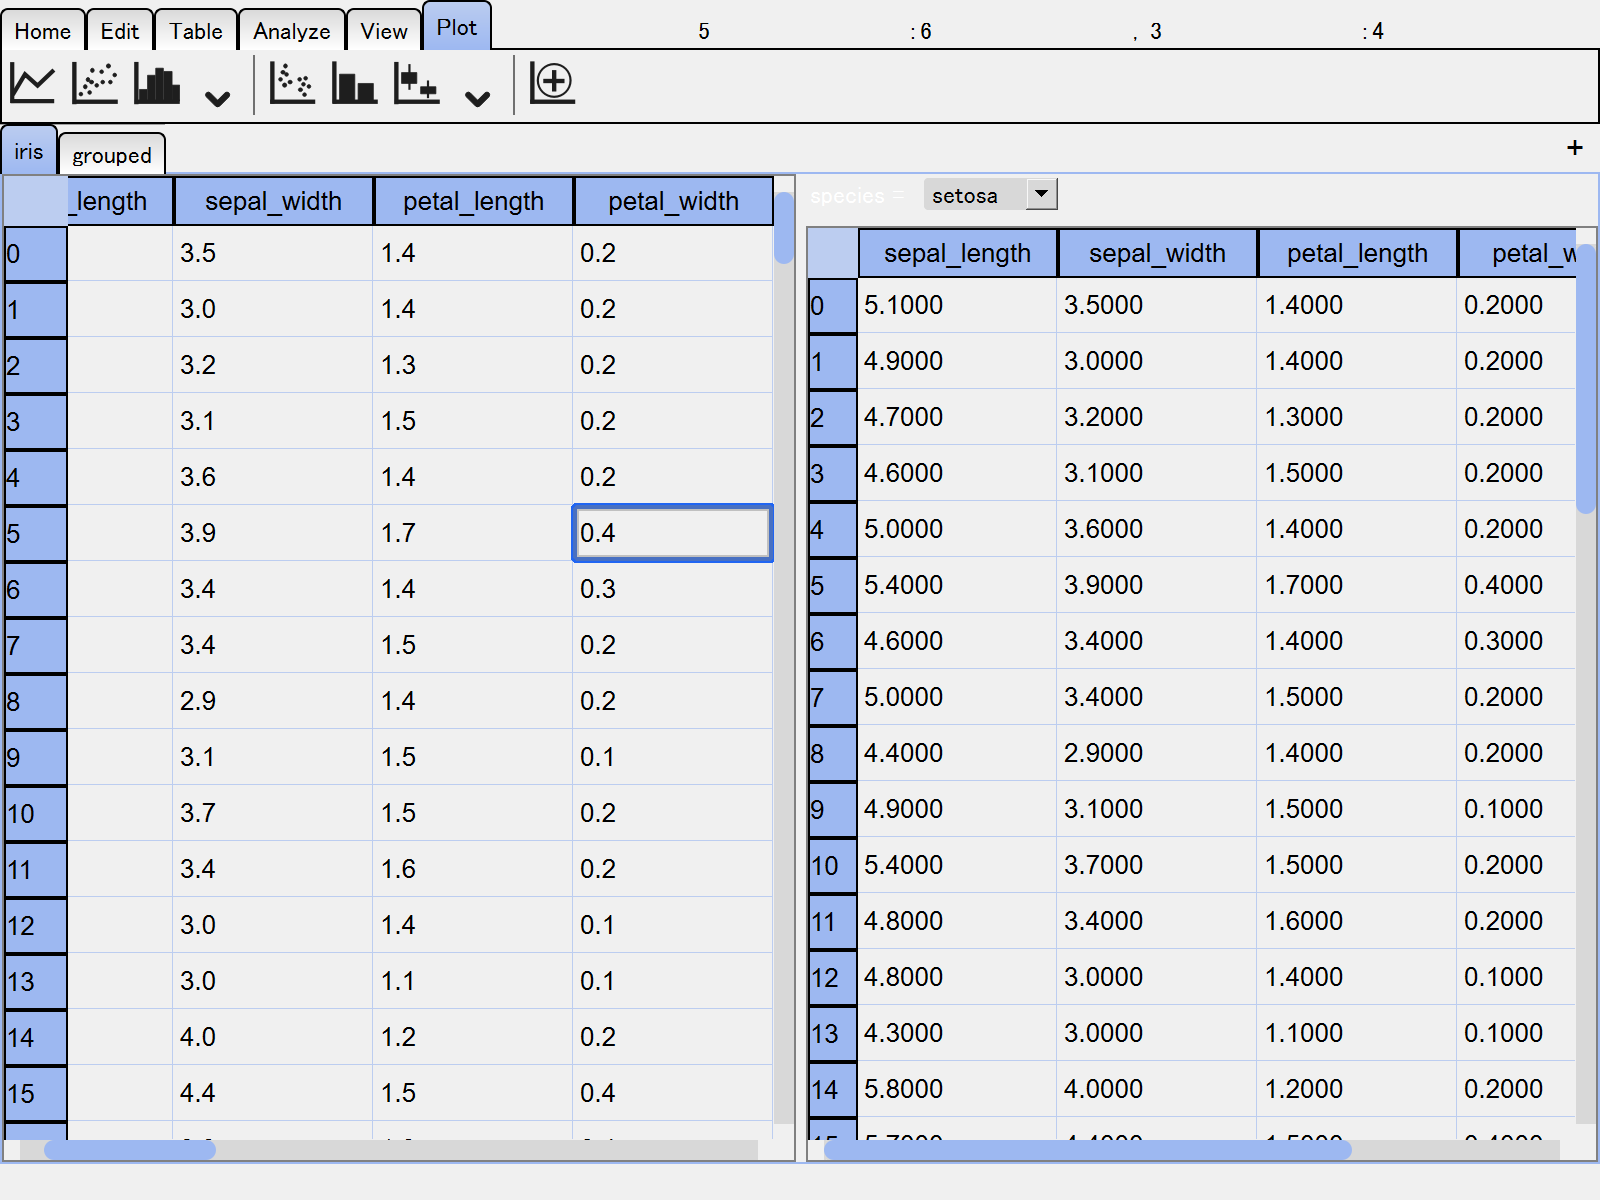 Home Edit Table Analyze View Plot 5 :6 , 3 :4
iris grouped +
_length sepal_width petal_length petal_width
0 3.5 1.4 0.2
1 3.0 1.4 0.2
2 3.2 1.3 0.2
3 3.1 1.5 0.2
4 3.6 1.4 0.2
5 3.9 1.7 0.4
6 3.4 1.4 0.3
7 3.4 1.5 0.2
8 2.9 1.4 0.2
9 3.1 1.5 0.1
10 3.7 1.5 0.2
11 3.4 1.6 0.2
12 3.0 1.4 0.1
13 3.0 1.1 0.1
14 4.0 1.2 0.2
15 4.4 1.5 0.4
species = setosa
sepal_length sepal_width petal_length petal_w
0 5.1000 3.5000 1.4000 0.2000
1 4.9000 3.0000 1.4000 0.2000
2 4.7000 3.2000 1.3000 0.2000
3 4.6000 3.1000 1.5000 0.2000
4 5.0000 3.6000 1.4000 0.2000
5 5.4000 3.9000 1.7000 0.4000
6 4.6000 3.4000 1.4000 0.3000
7 5.0000 3.4000 1.5000 0.2000
8 4.4000 2.9000 1.4000 0.2000
9 4.9000 3.1000 1.5000 0.1000
10 5.4000 3.7000 1.5000 0.2000
11 4.8000 3.4000 1.6000 0.2000
12 4.8000 3.0000 1.4000 0.1000
13 4.3000 3.0000 1.1000 0.1000
14 5.8000 4.0000 1.2000 0.2000
15 5.7000 4.4000 1.5000 0.4000